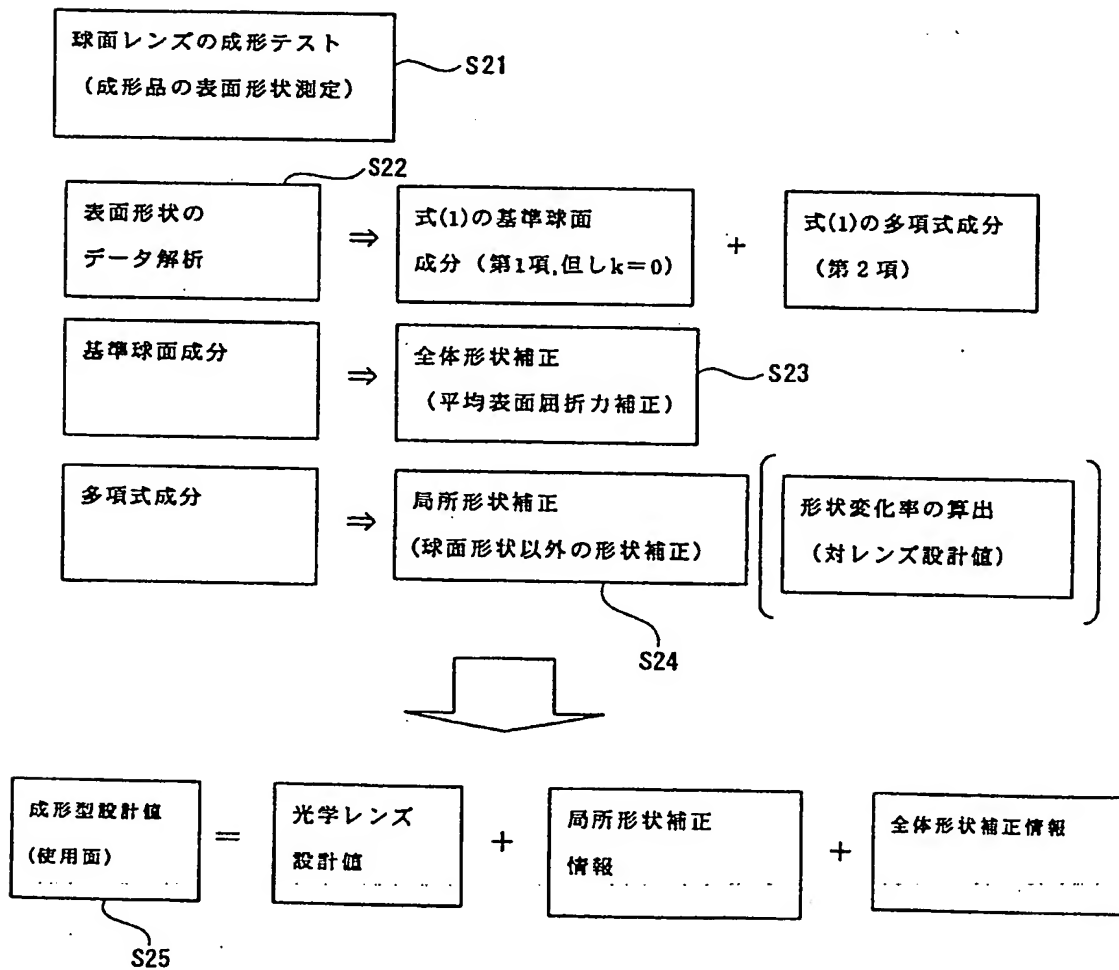 球面レンズの成形テスト
(成形品の表面形状測定)
S21
S22
表面形状の
データ解析
⇒
式(1)の基準球面
成分(第1項,但しk=0)
+
式(1)の多項式成分
(第2項)
基準球面成分
⇒
全体形状補正
(平均表面屈折力補正)
S23
多項式成分
⇒
局所形状補正
(球面形状以外の形状補正)
形状変化率の算出
(対レンズ設計値)
S24
成形型設計値
(使用面)
=
光学レンズ
設計値
+
局所形状補正
情報
+
全体形状補正情報
S25